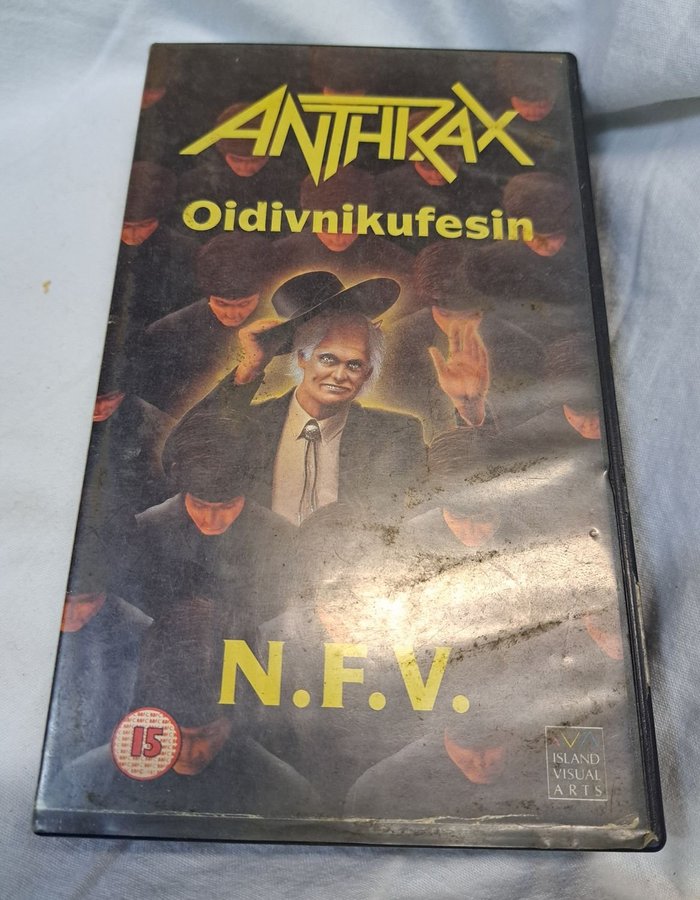 ANTHRAX
Oidivnikufesin
N.F.V.
15
ISLAND
VISUAL
ARTS